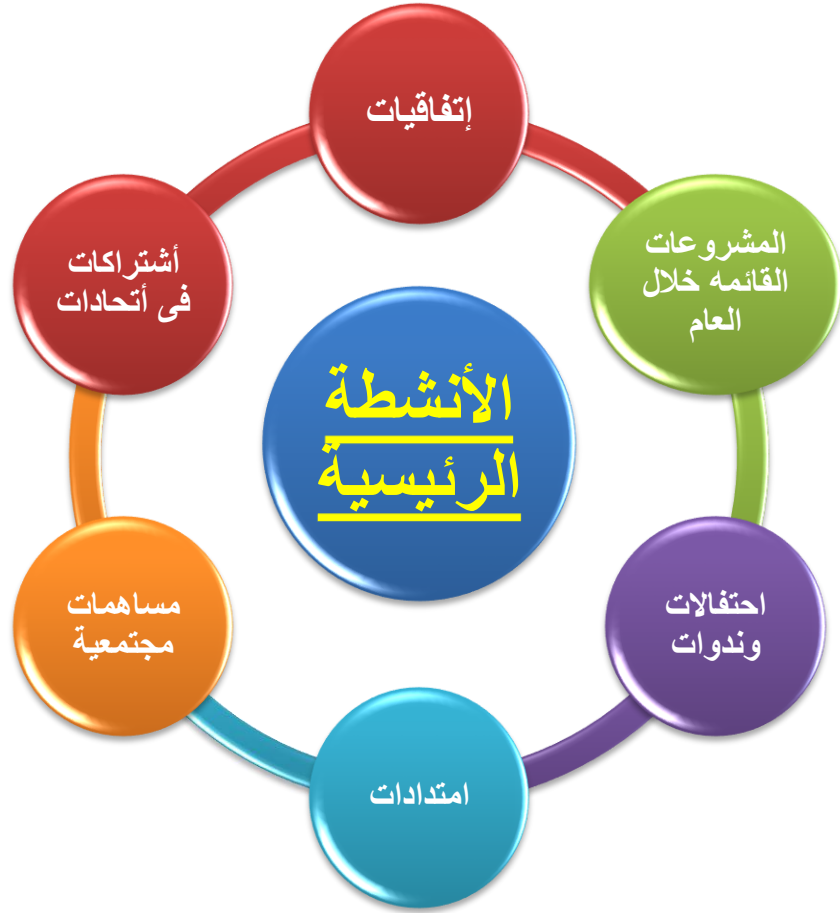 إتفاقيات
المشروعات
القائمه خلال
العام
احتفالات
وندوات
امتدادات
مساهمات
مجتمعية
أشتراكات
فى أتحادات
الأنشطة
الرئيسية